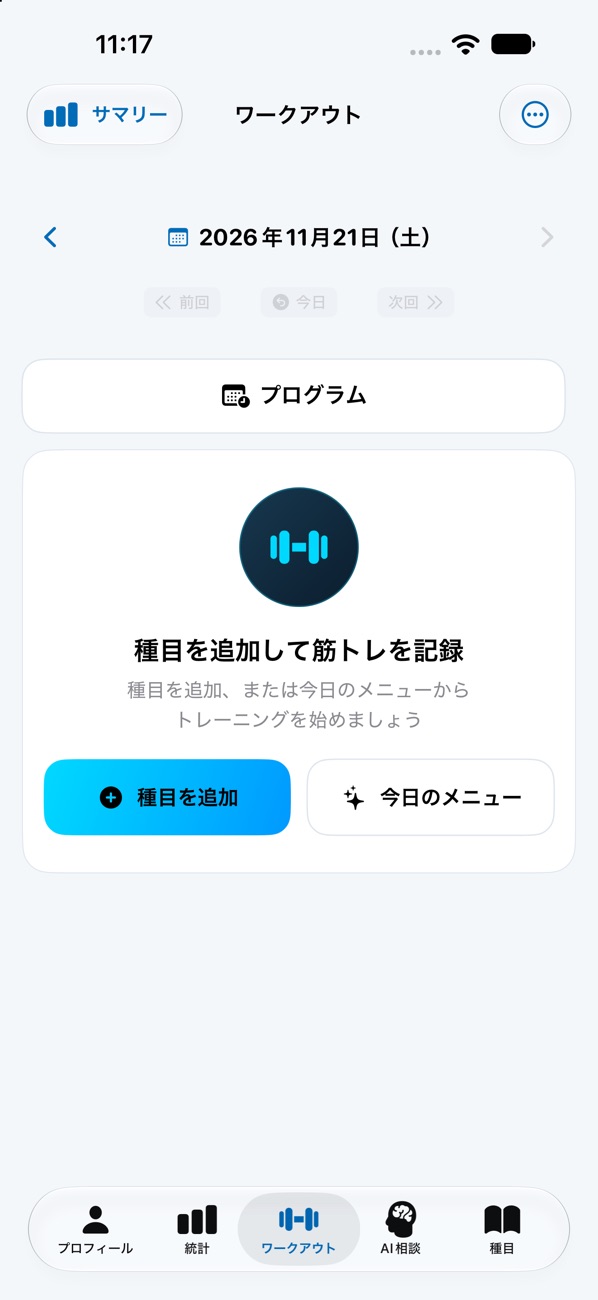 11:17
サマリー
ワークアウト
2026年11月21日（土）
前回
今日
次回
プログラム
種目を追加して筋トレを記録
種目を追加、または今日のメニューから
トレーニングを始めましょう
種目を追加
今日のメニュー
プロフィール
統計
ワークアウト
AI相談
種目